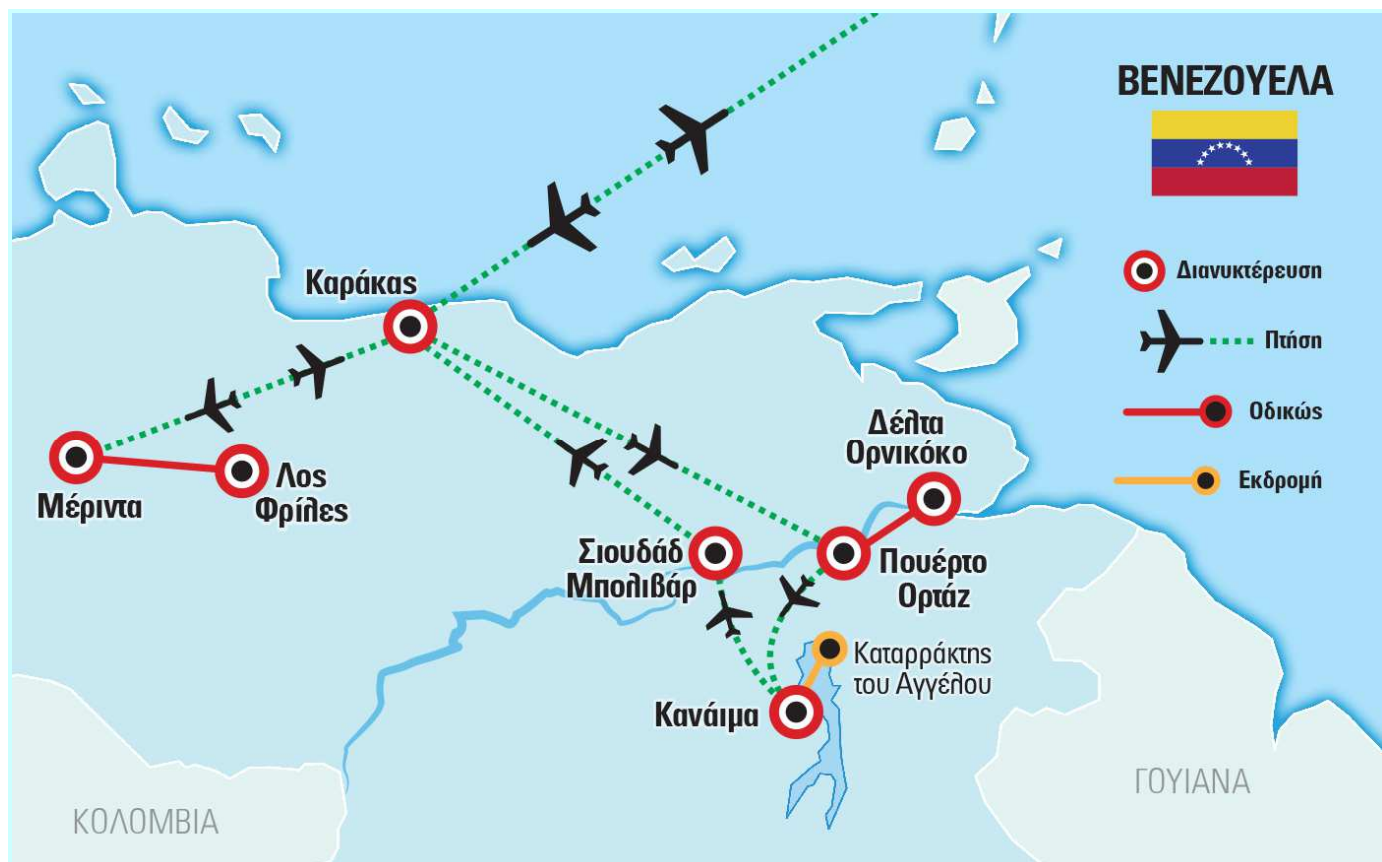 ΒΕΝΕΖΟΥΕΛΑ
Διανυκτέρευση
Πτήση
Οδικώς
Εκδρομή
Καράκας
Μέριντα
Λος
Φρίλες
Δέλτα
Ορνικόκο
Σιουδάδ
Μπολιβάρ
Πουέρτο
Ορτάζ
Καταρράκτης
του Αγγέλου
Κανάιμα
ΚΟΛΟΜΒΙΑ
ΓΟΥΙΑΝΑ